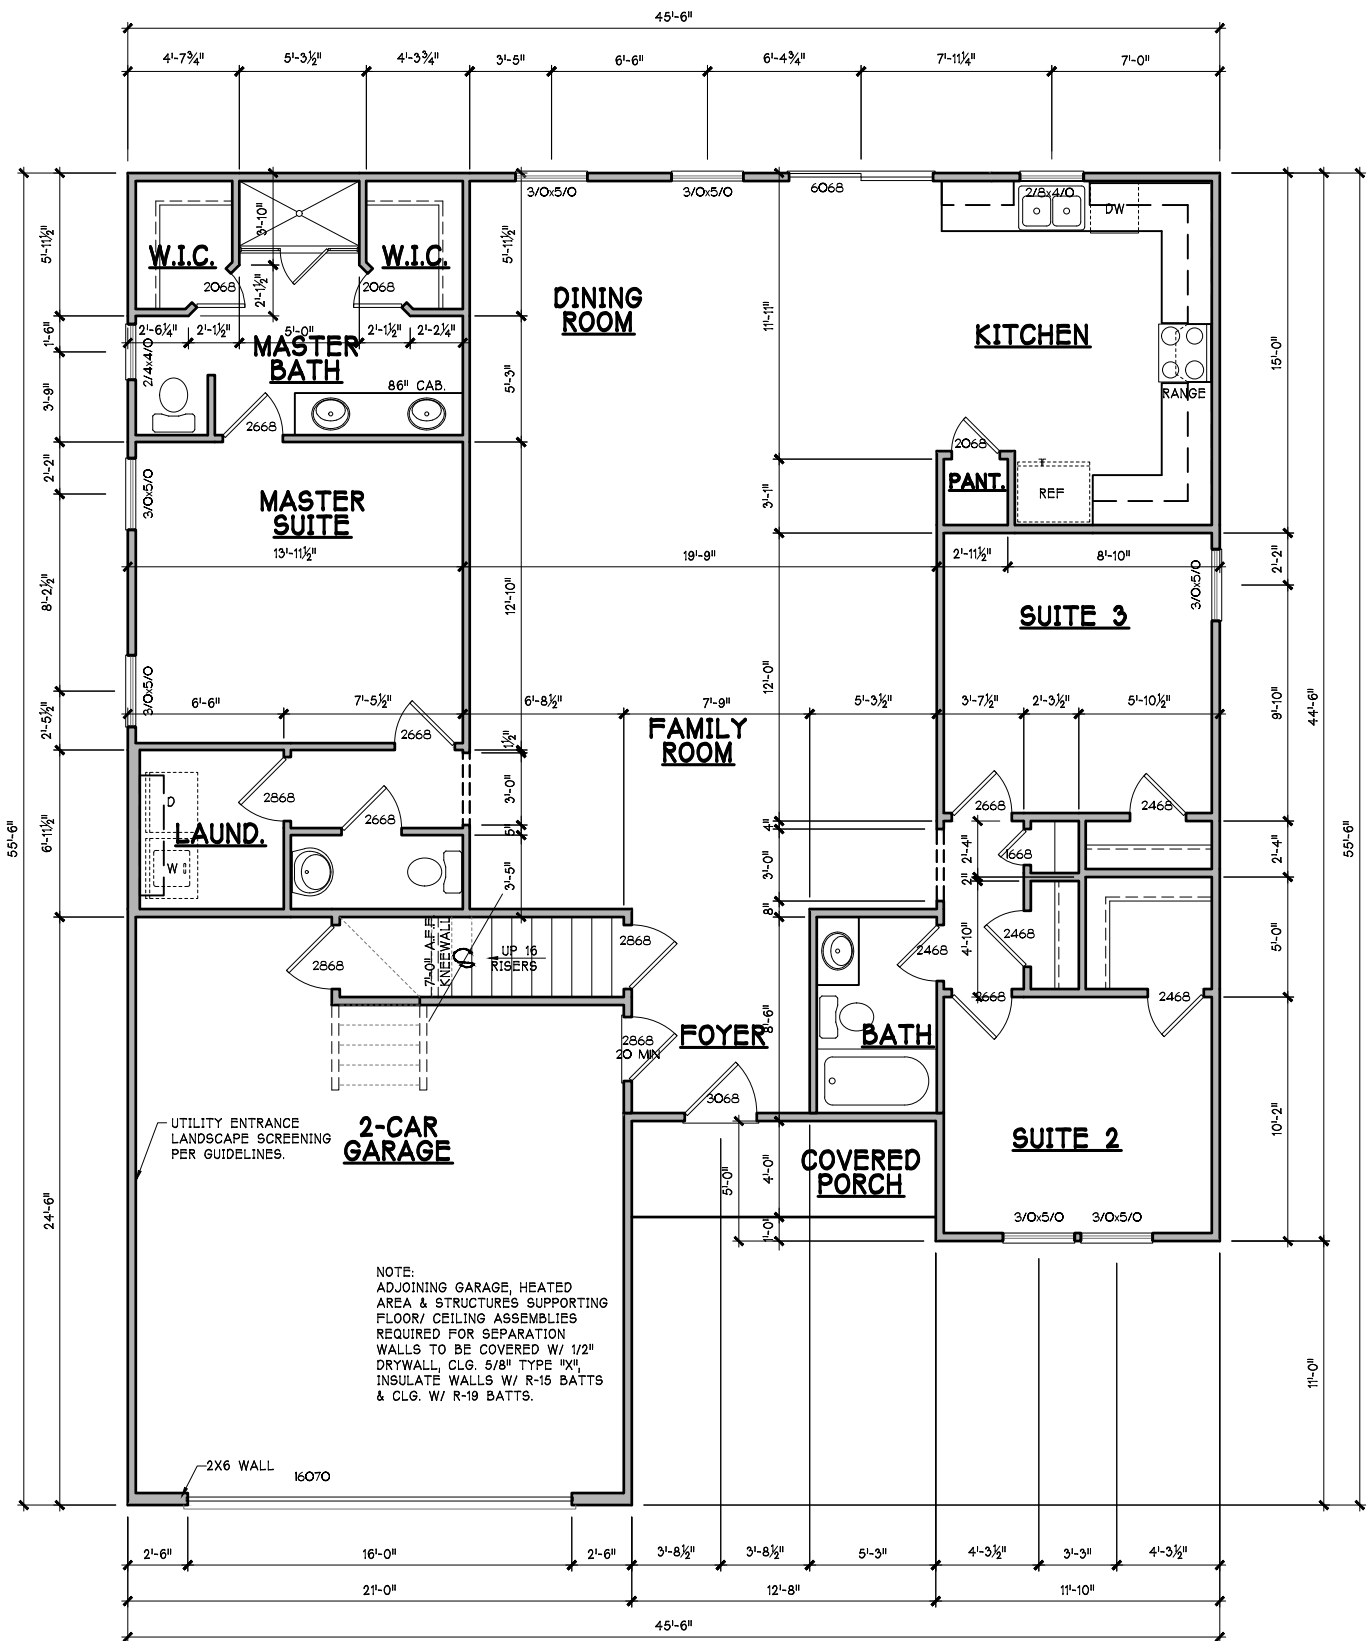 45'-6"
4'-7¾" 5'-3½" 4'-3¾" 3'-5" 6'-6" 6'-4¾" 7'-11¼" 7'-0"
3/0x5/0 3/0x5/0 6068 2/8x4/0
DW
3'-10"
5'-11½"
5'-11½"
W.I.C. W.I.C.
2068 2068
2'-1½"
DINING
ROOM
11'-11"
KITCHEN
15'-0"
2'-6¼" 2'-1½" 5'-0" 2'-1½" 2'-2¼"
1'-6"
2/4x4/0
MASTER
BATH
86" CAB.
5'-3"
3'-9"
RANGE
2668
2068
2'-2"
3/0x5/0
MASTER
SUITE
PANT.
REF
3'-1"
13'-11½" 19'-9" 2'-11½" 8'-10"
2'-2"
3/0x5/0
8'-2½"
12'-10"
SUITE 3
12'-0"
9'-10"
44'-6"
3/0x5/0
6'-6" 7'-5½" 6'-8½" 7'-9" 5'-3½" 3'-7½" 2'-3½" 5'-10½"
2'-5½"
2668
1½"
FAMILY
ROOM
3'-0"
2868
2668
2668 2468
D
LAUND.
W
6'-11½"
55'-6"
55'-6"
5"
4"
3'-0"
2'-4"
1668
2'-4"
3'-5"
2"
8"
2868
7'-0" A.F.F.
KNEEWALL
UP 16
RISERS
2868
2468
4'-10"
2468
5'-0"
2668 2468
2868
20 MIN
FOYER
8'-6"
BATH
3068
UTILITY ENTRANCE
LANDSCAPE SCREENING
PER GUIDELINES.
2-CAR
GARAGE
5'-0"
4'-0"
COVERED
PORCH
SUITE 2
10'-2"
24'-6"
1'-0"
3/0x5/0 3/0x5/0
NOTE:
ADJOINING GARAGE, HEATED
AREA & STRUCTURES SUPPORTING
FLOOR/ CEILING ASSEMBLIES
REQUIRED FOR SEPARATION
WALLS TO BE COVERED W/ 1/2"
DRYWALL, CLG. 5/8" TYPE "X",
INSULATE WALLS W/ R-15 BATTS
& CLG. W/ R-19 BATTS.
11'-0"
2X6 WALL
16070
2'-6" 16'-0" 2'-6" 3'-8½" 3'-8½" 5'-3" 4'-3½" 3'-3" 4'-3½"
21'-0" 12'-8" 11'-10"
45'-6"